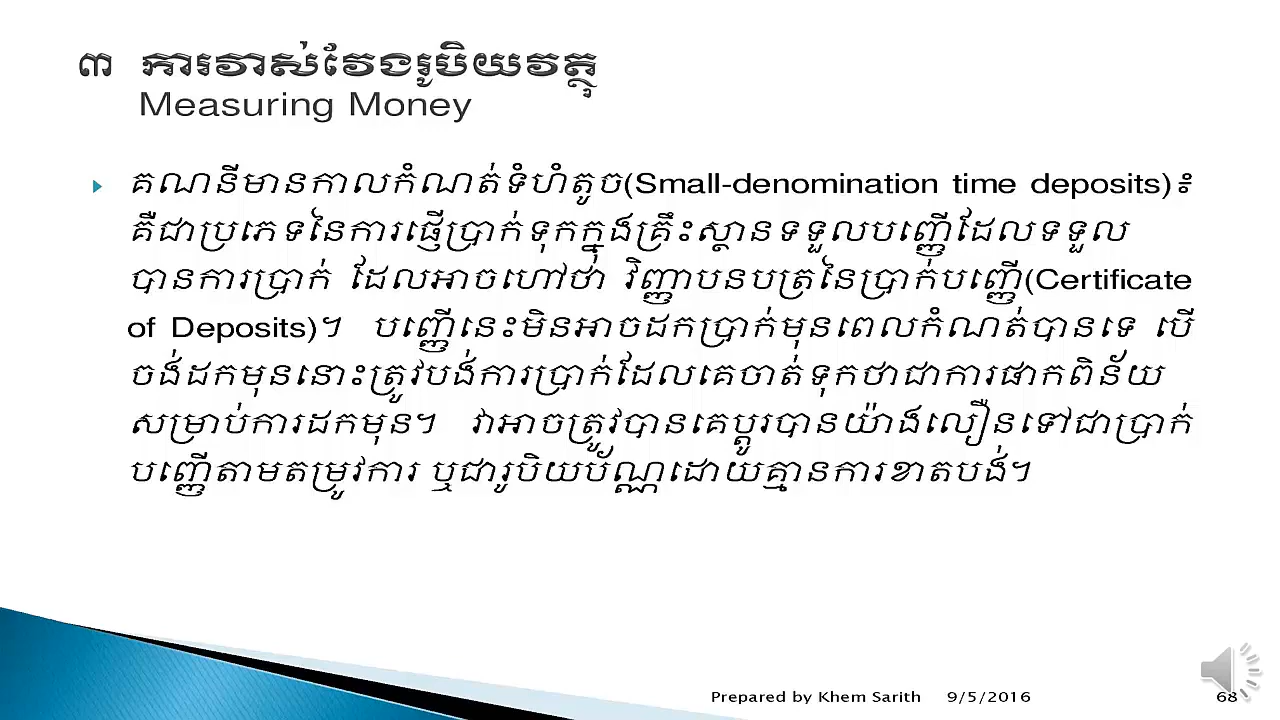 ៣ ការវាស់វែងរូបិយវត្ថុ
Measuring Money
គណនីមានកាលកំណត់ទំហំតូច(Small-denomination time deposits)៖
គឺជាប្រភេទនៃការផ្ញើប្រាក់ទុកក្នុងគ្រឹះស្ថានទទួលបញ្ញើដែលទទួល
បានការប្រាក់ ដែលអាចហៅថា វិញ្ញាបនបត្រនៃប្រាក់បញ្ញើ(Certificate
of Deposits)។ បញ្ញើនេះមិនអាចដកប្រាក់មុនពេលកំណត់បានទេ បើ
ចង់ដកមុននោះត្រូវបង់ការប្រាក់ដែលគេចាត់ទុកថាជាការផាកពិន័យ
សម្រាប់ការដកមុន។ វាអាចត្រូវបានគេប្តូរបានយ៉ាងលឿនទៅជាប្រាក់
បញ្ញើតាមតម្រូវការ ឬជារូបិយប័ណ្ណដោយគ្មានការខាតបង់។
Prepared by Khem Sarith 9/5/2016 68